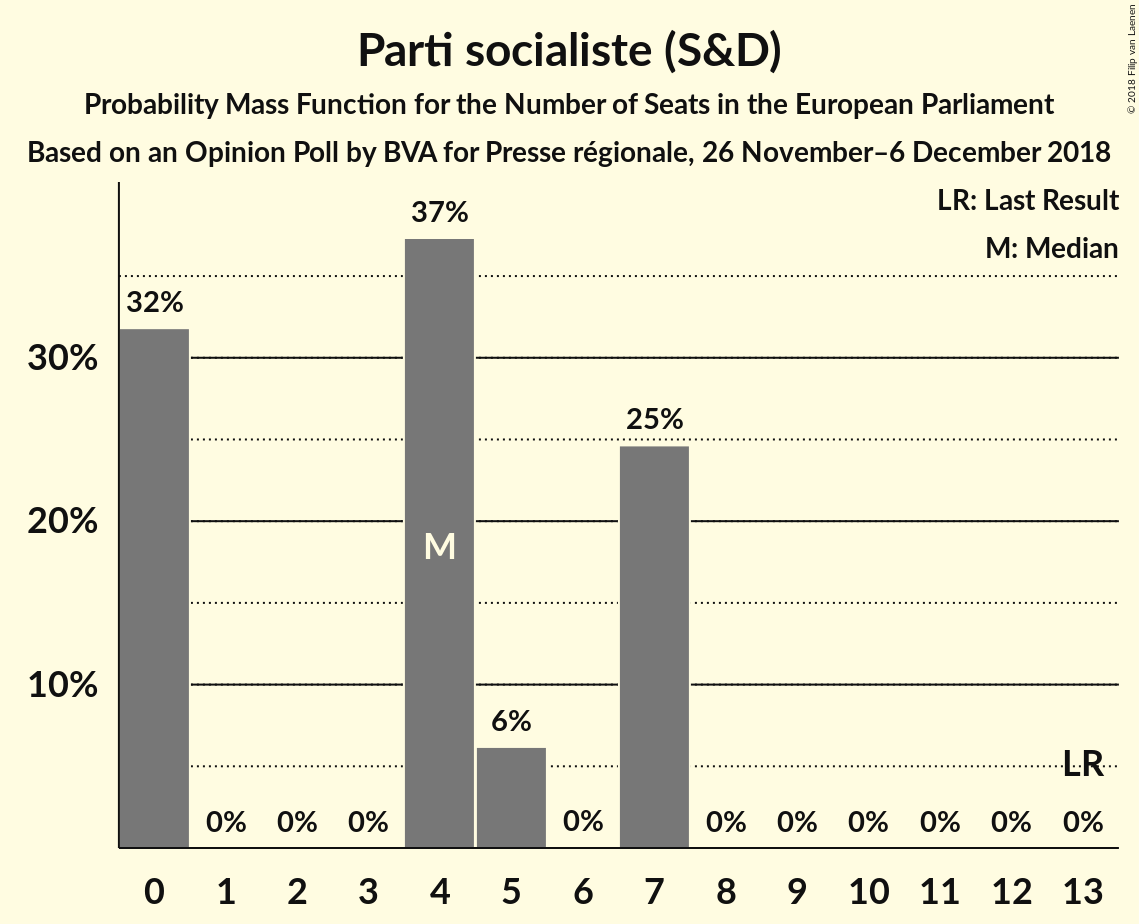 Parti socialiste (S&D)
Probability Mass Function for the Number of Seats in the European Parliament
Based on an Opinion Poll by BVA for Presse régionale, 26 November–6 December 2018
© 2018 Filip van Laenen
LR: Last Result
M: Median
37%
32%
30%
25%
20%
M
10%
6%
LR
0% 0% 0% 0% 0% 0% 0% 0% 0% 0%
0 1 2 3 4 5 6 7 8 9 10 11 12 13